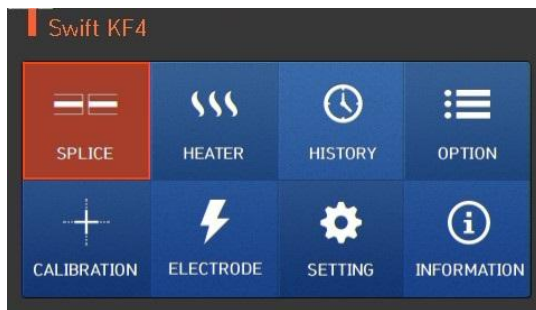 Swift KF4
SPLICE HEATER HISTORY OPTION
CALIBRATION ELECTRODE SETTING INFORMATION